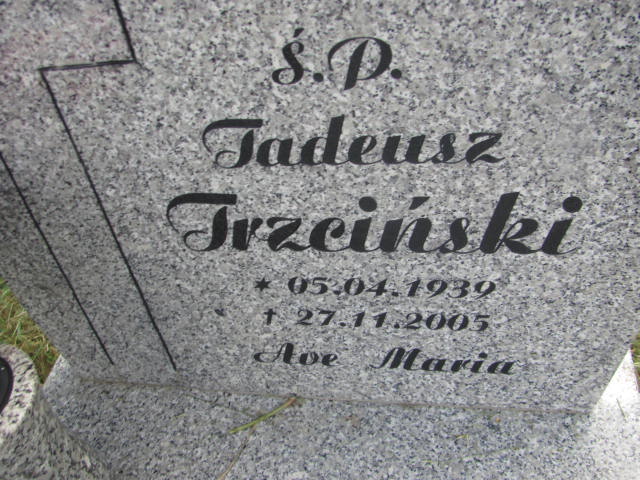 ś.P.
Tadeusz
Trzciński
* 05.04.1939
† 27.11.2005
Ave Maria